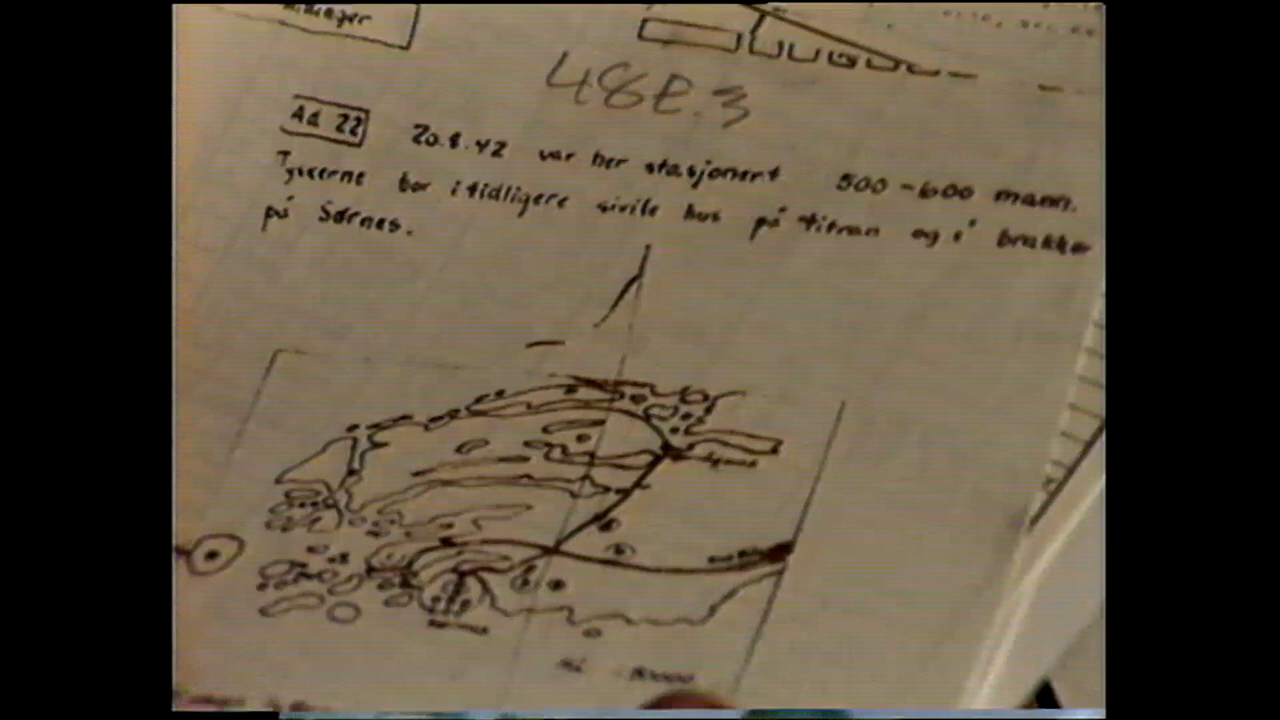 48E.3
Ad 22 20.8.42 var her stasjonert 500-600 mann.
Tyskerne bor i tidligere sivile hus på titran og i brakker
på Sørnes.